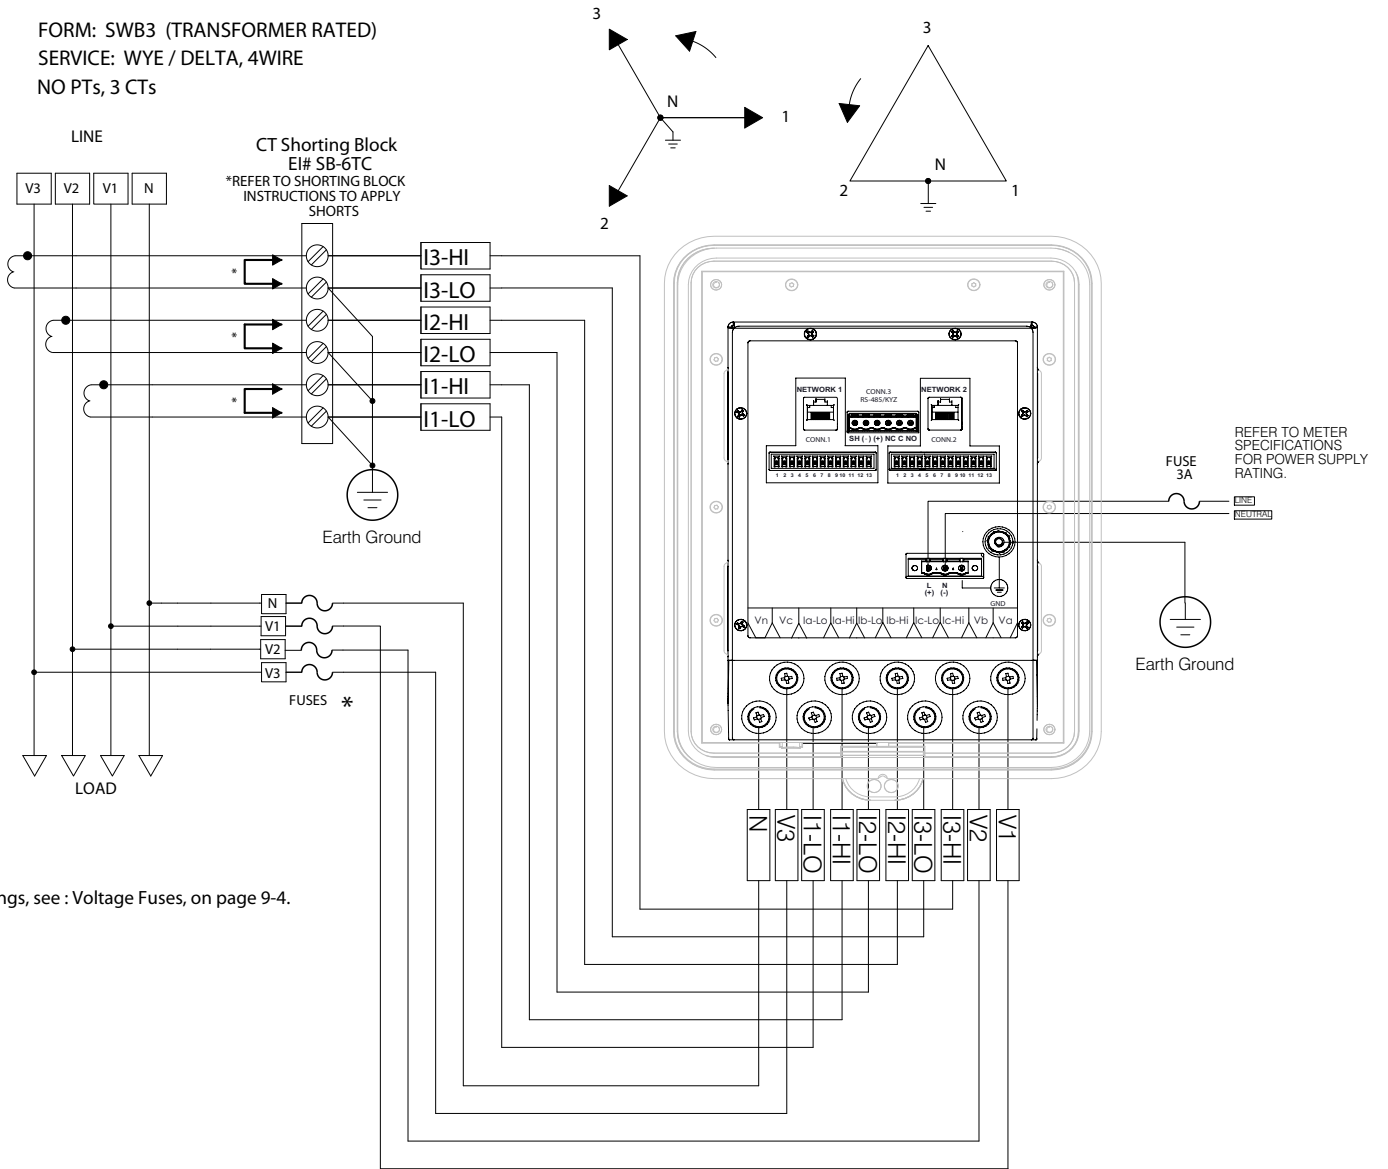 FORM: SWB3 (TRANSFORMER RATED)
SERVICE: WYE / DELTA, 4WIRE
NO PTs, 3 CTs
3
N
1
2
3
N
2
1
LINE
V3 V2 V1 N
CT Shorting Block
EI# SB-6TC
*REFER TO SHORTING BLOCK
INSTRUCTIONS TO APPLY
SHORTS
*
*
*
I3-HI
I3-LO
I2-HI
I2-LO
I1-HI
I1-LO
Earth Ground
NETWORK 1
CONN.3
RS-485/KYZ
NETWORK 2
SH (-) (+) NC C NO
CONN.1
CONN.2
1 2 3 4 5 6 7 8 9 10 11 12 13
1 2 3 4 5 6 7 8 9 10 11 12 13
FUSE
3A
REFER TO METER
SPECIFICATIONS
FOR POWER SUPPLY
RATING.
LINE
NEUTRAL
L N
(+) (-)
GND
Earth Ground
Vn Vc Ia-Lo Ia-Hi Ib-Lo Ib-Hi Ic-Lo Ic-Hi Vb Va
N
V1
V2
V3
FUSES *
LOAD
N V3 I1-LO I1-HI I2-LO I2-HI I3-LO I3-HI V2 V1
ngs, see : Voltage Fuses, on page 9-4.